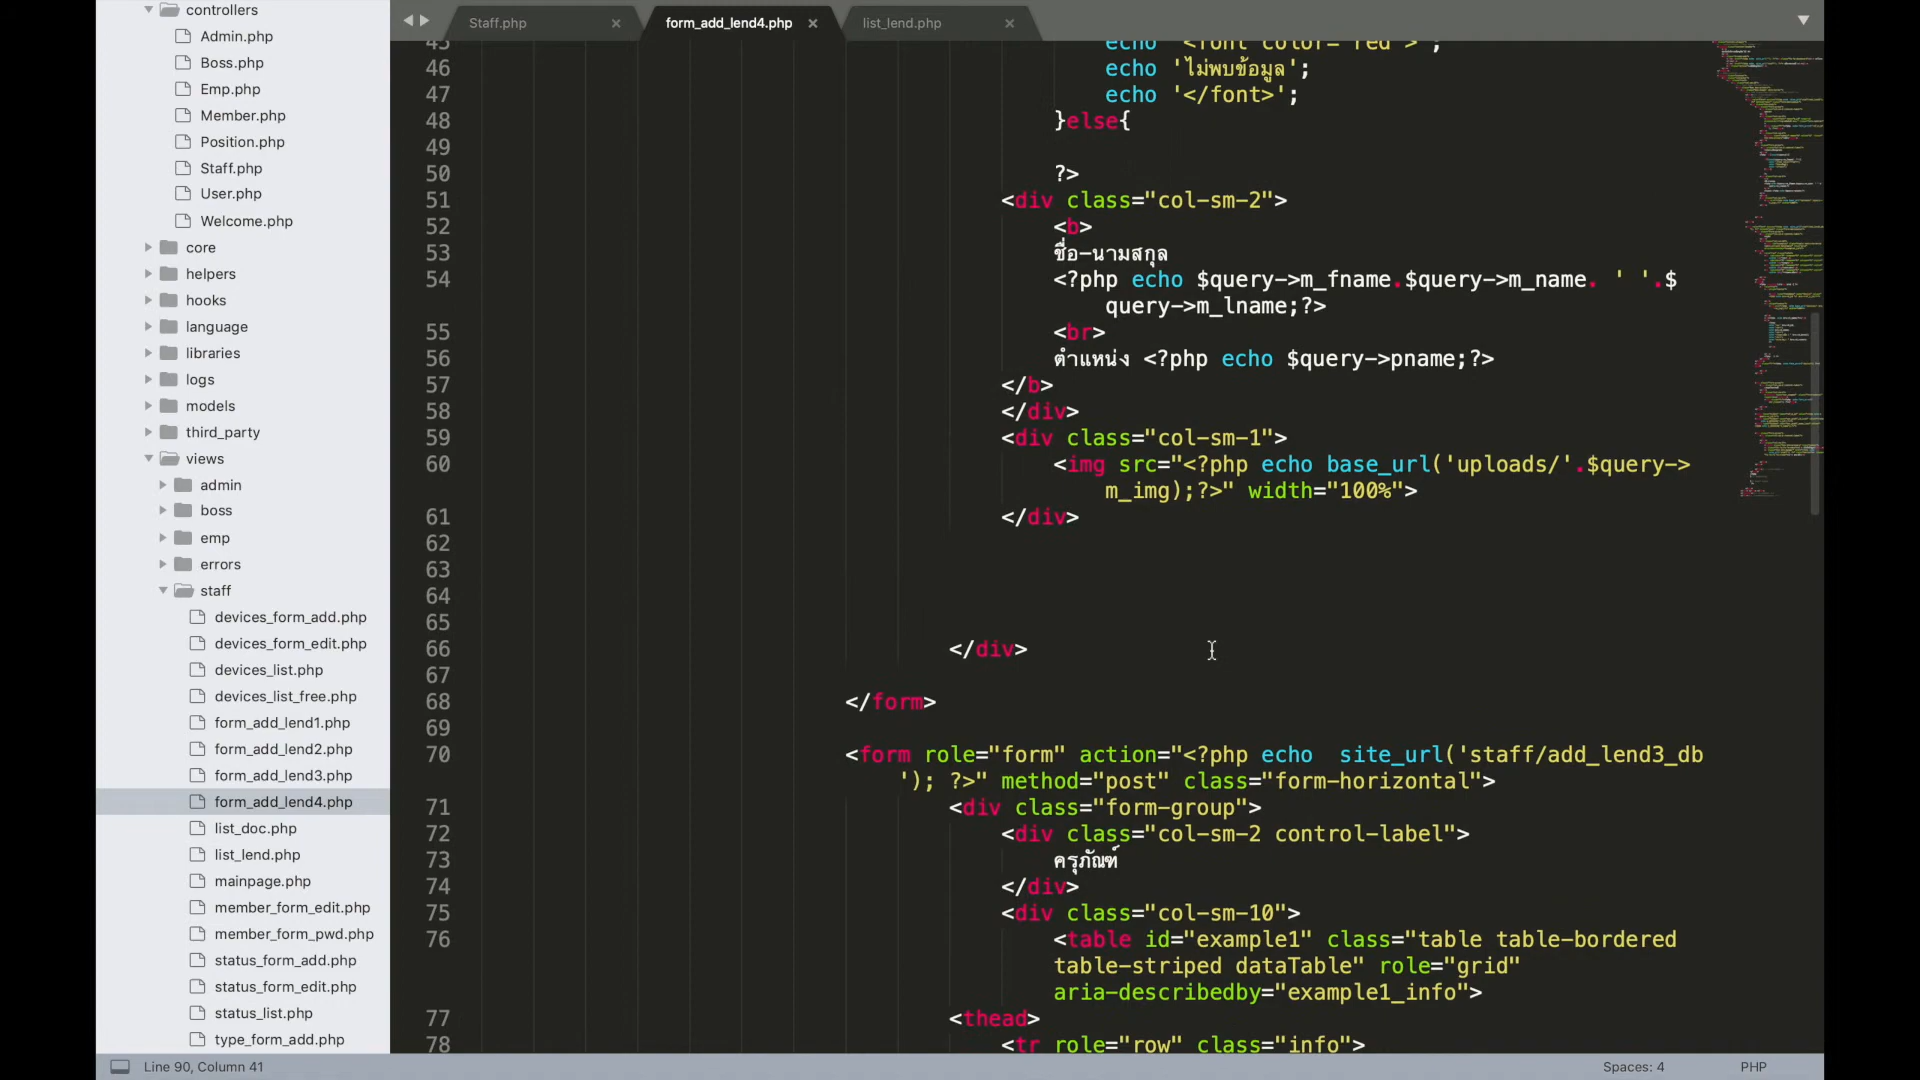 controllers
Admin.php
Boss.php
Emp.php
Member.php
Position.php
Staff.php
User.php
Welcome.php
core
helpers
hooks
language
libraries
logs
models
third_party
views
admin
boss
emp
errors
staff
devices_form_add.php
devices_form_edit.php
devices_list.php
devices_list_free.php
form_add_lend1.php
form_add_lend2.php
form_add_lend3.php
form_add_lend4.php
list_doc.php
list_lend.php
mainpage.php
member_form_edit.php
member_form_pwd.php
status_form_add.php
status_form_edit.php
status_list.php
type_form_add.php
Staff.php × form_add_lend4.php × list_lend.php ×
45 echo '<font color="red">';
46 echo 'ไม่พบข้อมูล';
47 echo '</font>';
48 }else{
49
50 ?>
51 <div class="col-sm-2">
52 <b>
53 ชื่อ-นามสกุล
54 <?php echo $query->m_fname.$query->m_name. ' '.$
query->m_lname;?>
55 <br>
56 ตำแหน่ง <?php echo $query->pname;?>
57 </b>
58 </div>
59 <div class="col-sm-1">
60 <img src="<?php echo base_url('uploads/'.$query->
m_img);?>" width="100%">
61 </div>
62
63
64
65
66 </div>
67
68 </form>
69
70 <form role="form" action="<?php echo  site_url('staff/add_lend3_db
'); ?>" method="post" class="form-horizontal">
71 <div class="form-group">
72 <div class="col-sm-2 control-label">
73 ครุภัณฑ์
74 </div>
75 <div class="col-sm-10">
76 <table id="example1" class="table table-bordered
table-striped dataTable" role="grid"
aria-describedby="example1_info">
77 <thead>
78 <tr role="row" class="info">
Line 90, Column 41 Spaces: 4 PHP